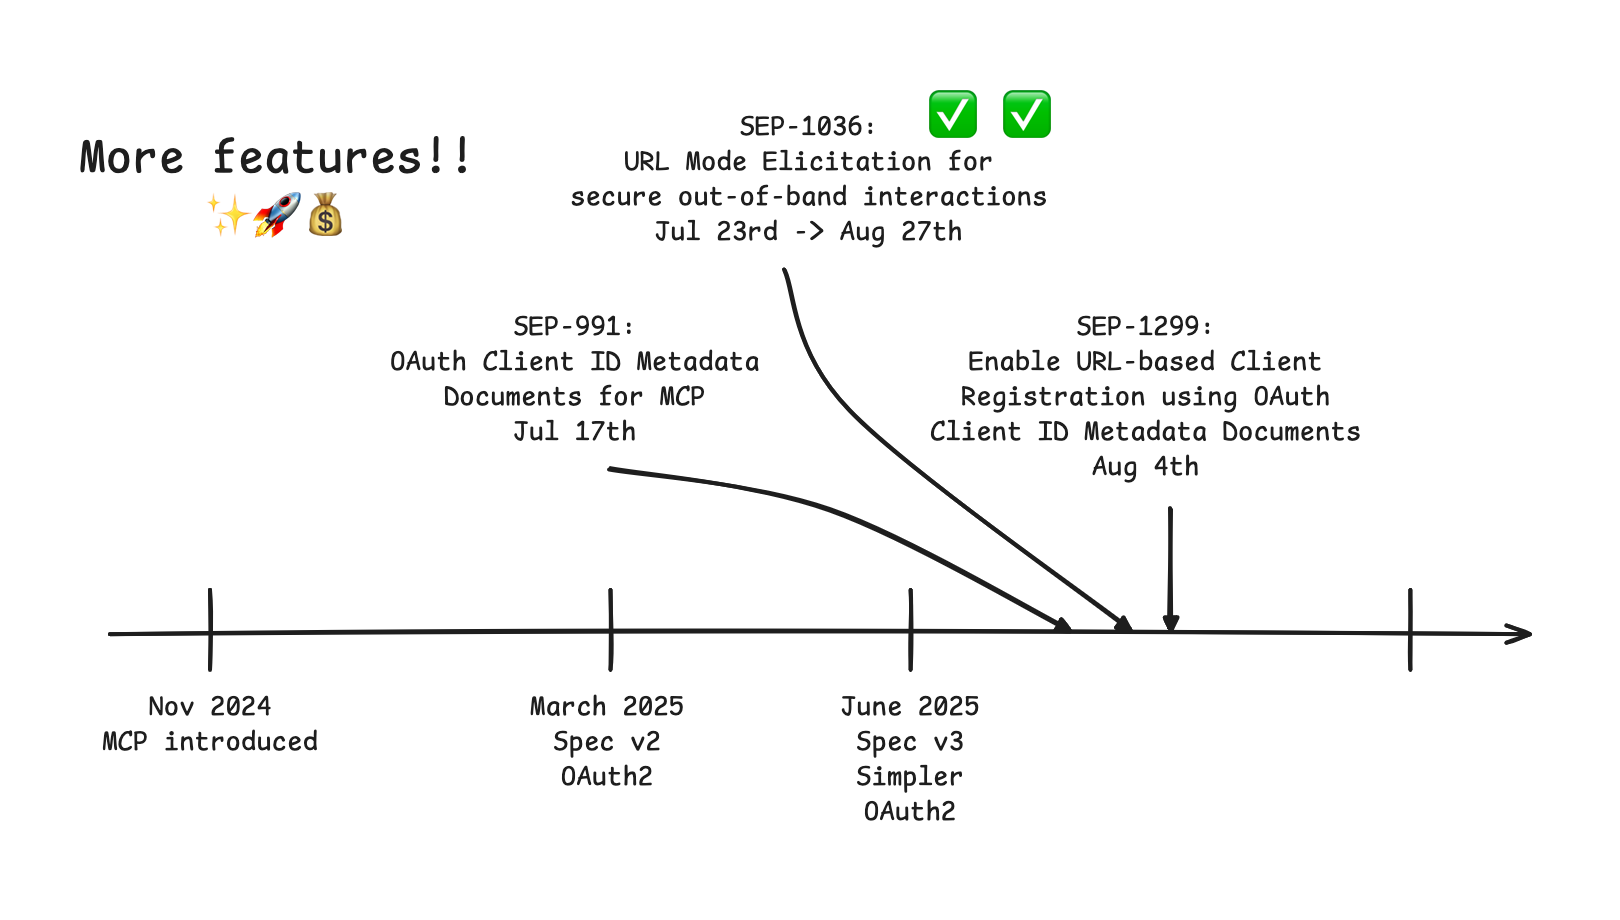 More features!!
✨🚀💰
SEP-1036: ✅ ✅
URL Mode Elicitation for
secure out-of-band interactions
Jul 23rd -> Aug 27th
SEP-991:
OAuth Client ID Metadata
Documents for MCP
Jul 17th
SEP-1299:
Enable URL-based Client
Registration using OAuth
Client ID Metadata Documents
Aug 4th
Nov 2024
MCP introduced
March 2025
Spec v2
OAuth2
June 2025
Spec v3
Simpler
OAuth2